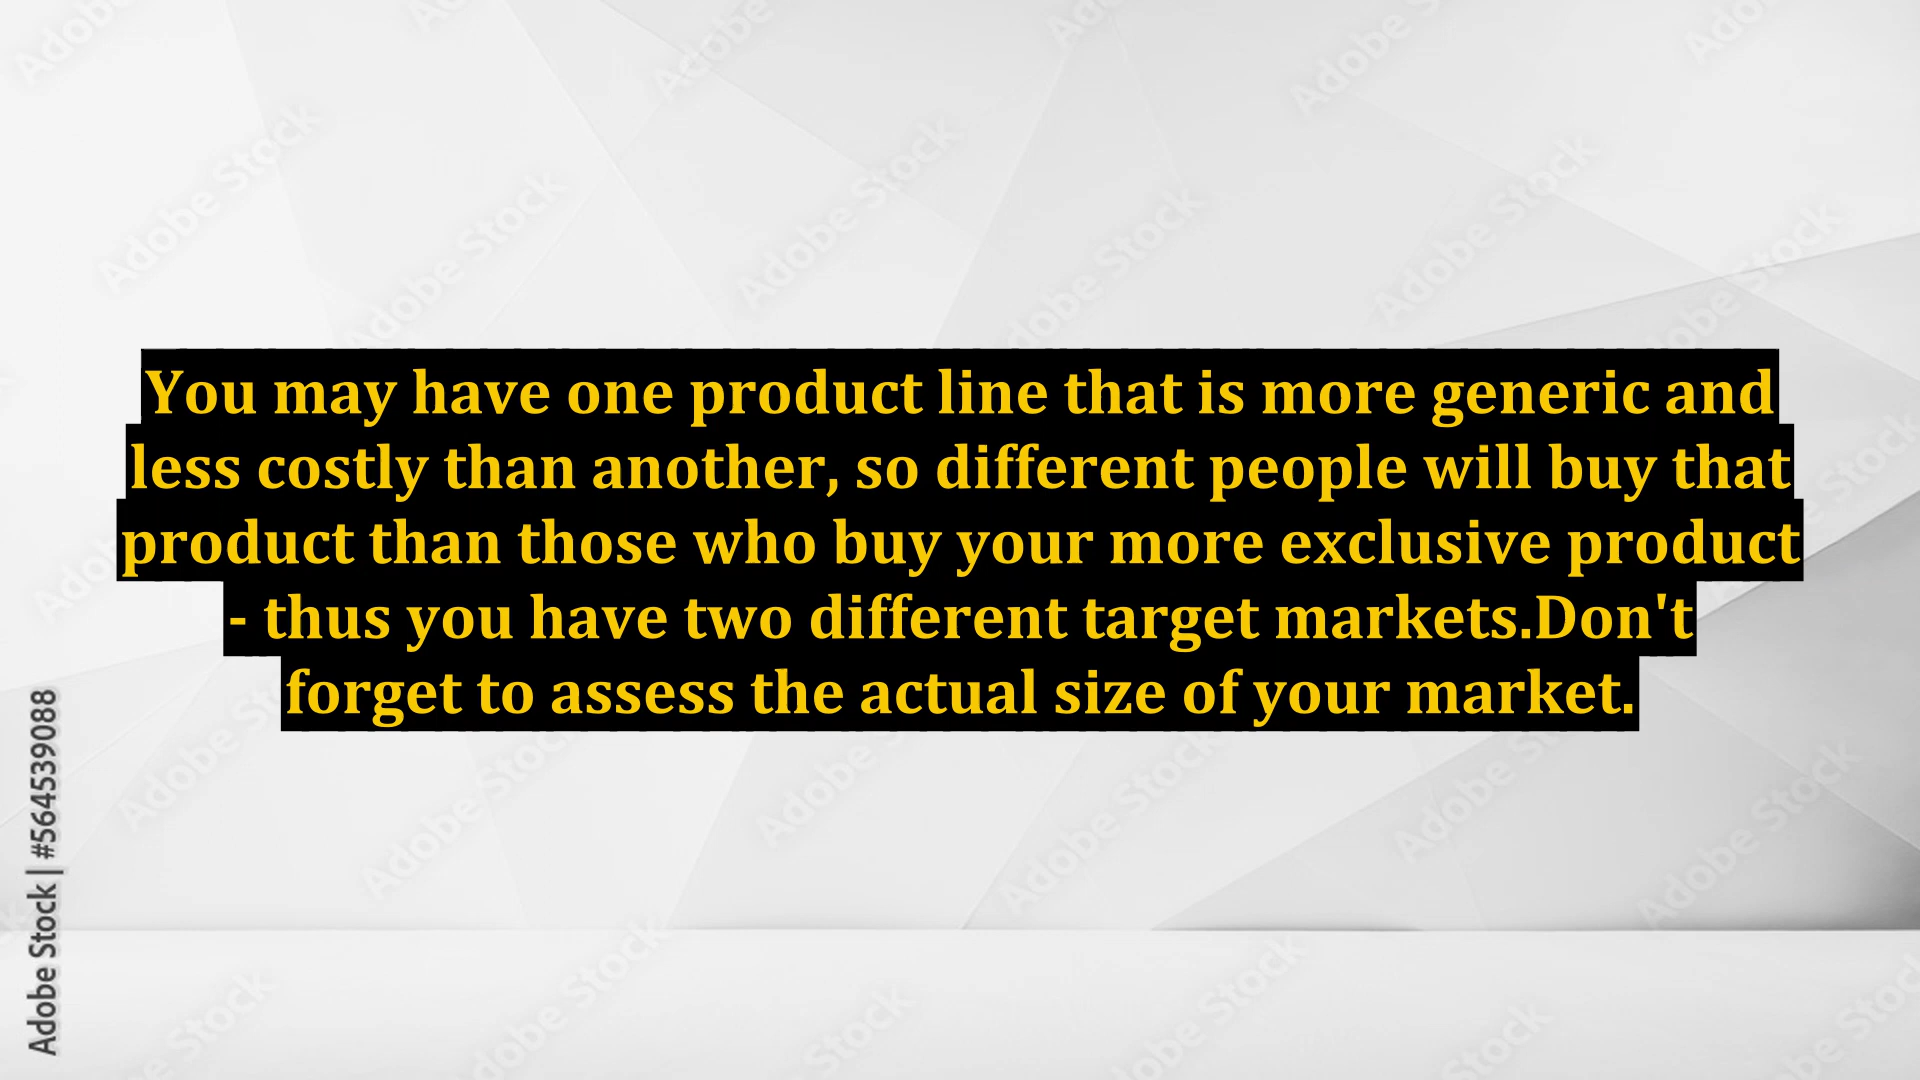 You may have one product line that is more generic and
less costly than another, so different people will buy that
product than those who buy your more exclusive product
- thus you have two different target markets.Don't
forget to assess the actual size of your market.
Adobe Stock | #564539088
Adobe Stock